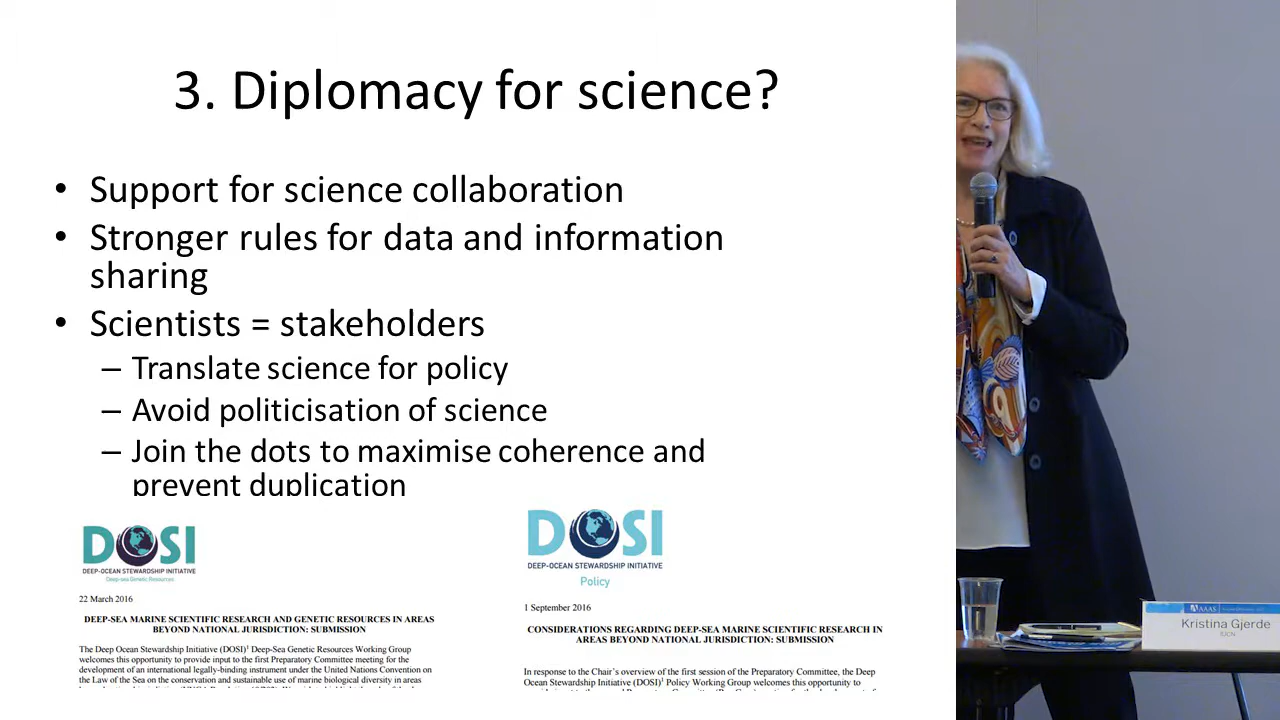 3. Diplomacy for science?
• Support for science collaboration
• Stronger rules for data and information
sharing
• Scientists = stakeholders
– Translate science for policy
– Avoid politicisation of science
– Join the dots to maximise coherence and
prevent duplication
DOSI
DEEP-OCEAN STEWARDSHIP INITIATIVE
Deep-sea Genetic Resources
22 March 2016
DEEP-SEA MARINE SCIENTIFIC RESEARCH AND GENETIC RESOURCES IN AREAS
BEYOND NATIONAL JURISDICTION: SUBMISSION
The Deep Ocean Stewardship Initiative (DOSI)¹ Deep-Sea Genetic Resources Working Group
welcomes this opportunity to provide input to the first Preparatory Committee meeting for the
development of an international legally-binding instrument under the United Nations Convention on
the Law of the Sea on the conservation and sustainable use of marine biological diversity in areas
DOSI
DEEP-OCEAN STEWARDSHIP INITIATIVE
Policy
1 September 2016
CONSIDERATIONS REGARDING DEEP-SEA MARINE SCIENTIFIC RESEARCH IN
AREAS BEYOND NATIONAL JURISDICTION: SUBMISSION
In response to the Chair's overview of the first session of the Preparatory Committee, the Deep
Ocean Stewardship Initiative (DOSI)¹ Policy Working Group welcomes this opportunity to
AAAS
Kristina Gjerde
IUCN